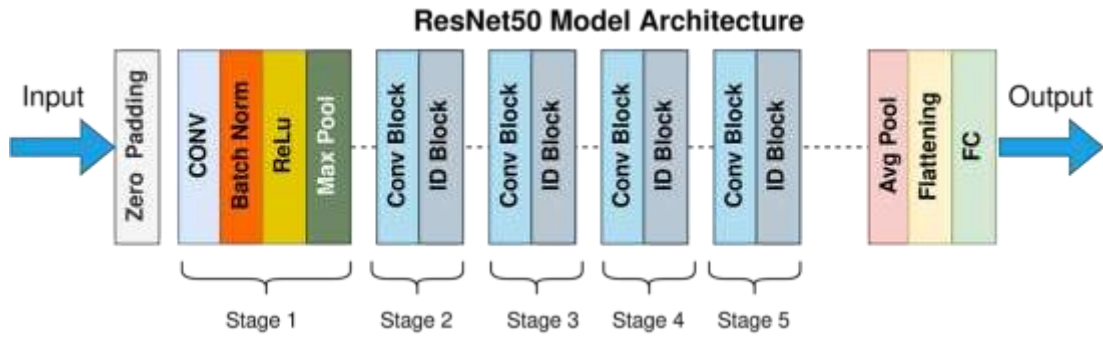 ResNet50 Model Architecture
Input
Zero Padding
CONV
Batch Norm
ReLu
Max Pool
Conv Block
ID Block
Conv Block
ID Block
Conv Block
ID Block
Conv Block
ID Block
Avg Pool
Flattening
FC
Output
Stage 1
Stage 2
Stage 3
Stage 4
Stage 5